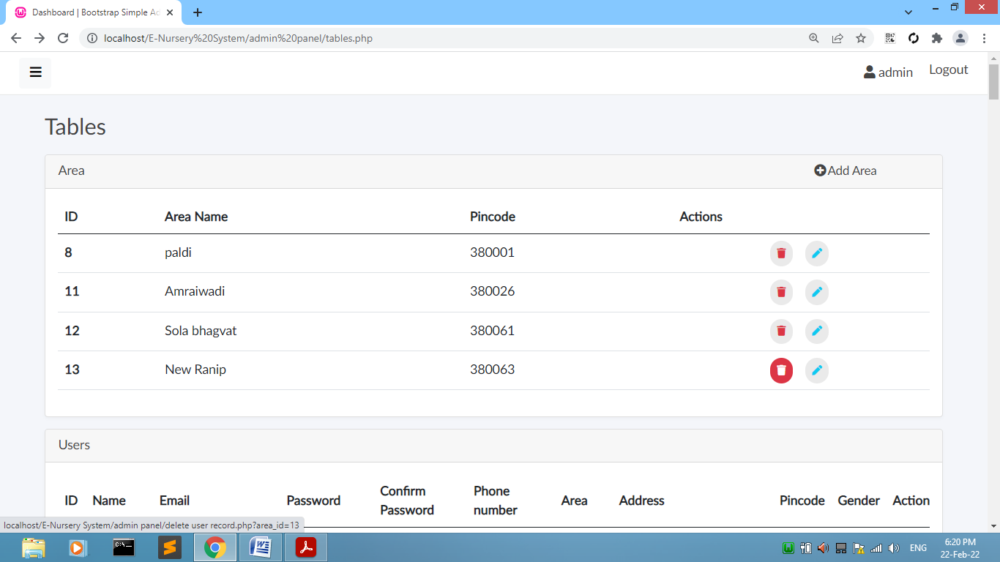 Dashboard | Bootstrap Simple Ad
localhost/E-Nursery%20System/admin%20panel/tables.php
admin Logout
Tables
Area Add Area
ID Area Name Pincode Actions
8 paldi 380001
11 Amraiwadi 380026
12 Sola bhagvat 380061
13 New Ranip 380063
Users
ID Name Email Password Confirm Password Phone number Area Address Pincode Gender Action
localhost/E-Nursery System/admin panel/delete user record.php?area_id=13
ENG
6:20 PM
22-Feb-22